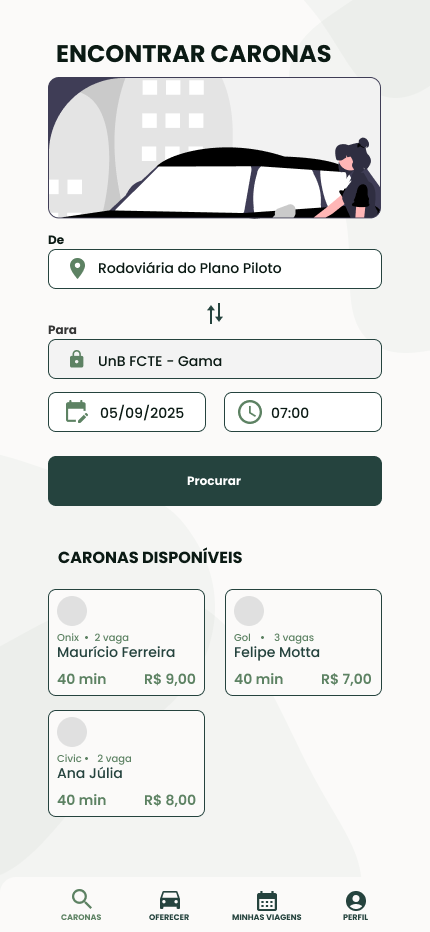 ENCONTRAR CARONAS
De
Rodoviária do Plano Piloto
Para
UnB FCTE - Gama
05/09/2025
07:00
Procurar
CARONAS DISPONÍVEIS
Onix • 2 vaga
Maurício Ferreira
40 min R$ 9,00
Gol • 3 vagas
Felipe Motta
40 min R$ 7,00
Civic • 2 vaga
Ana Júlia
40 min R$ 8,00
CARONAS
OFERECER
MINHAS VIAGENS
PERFIL